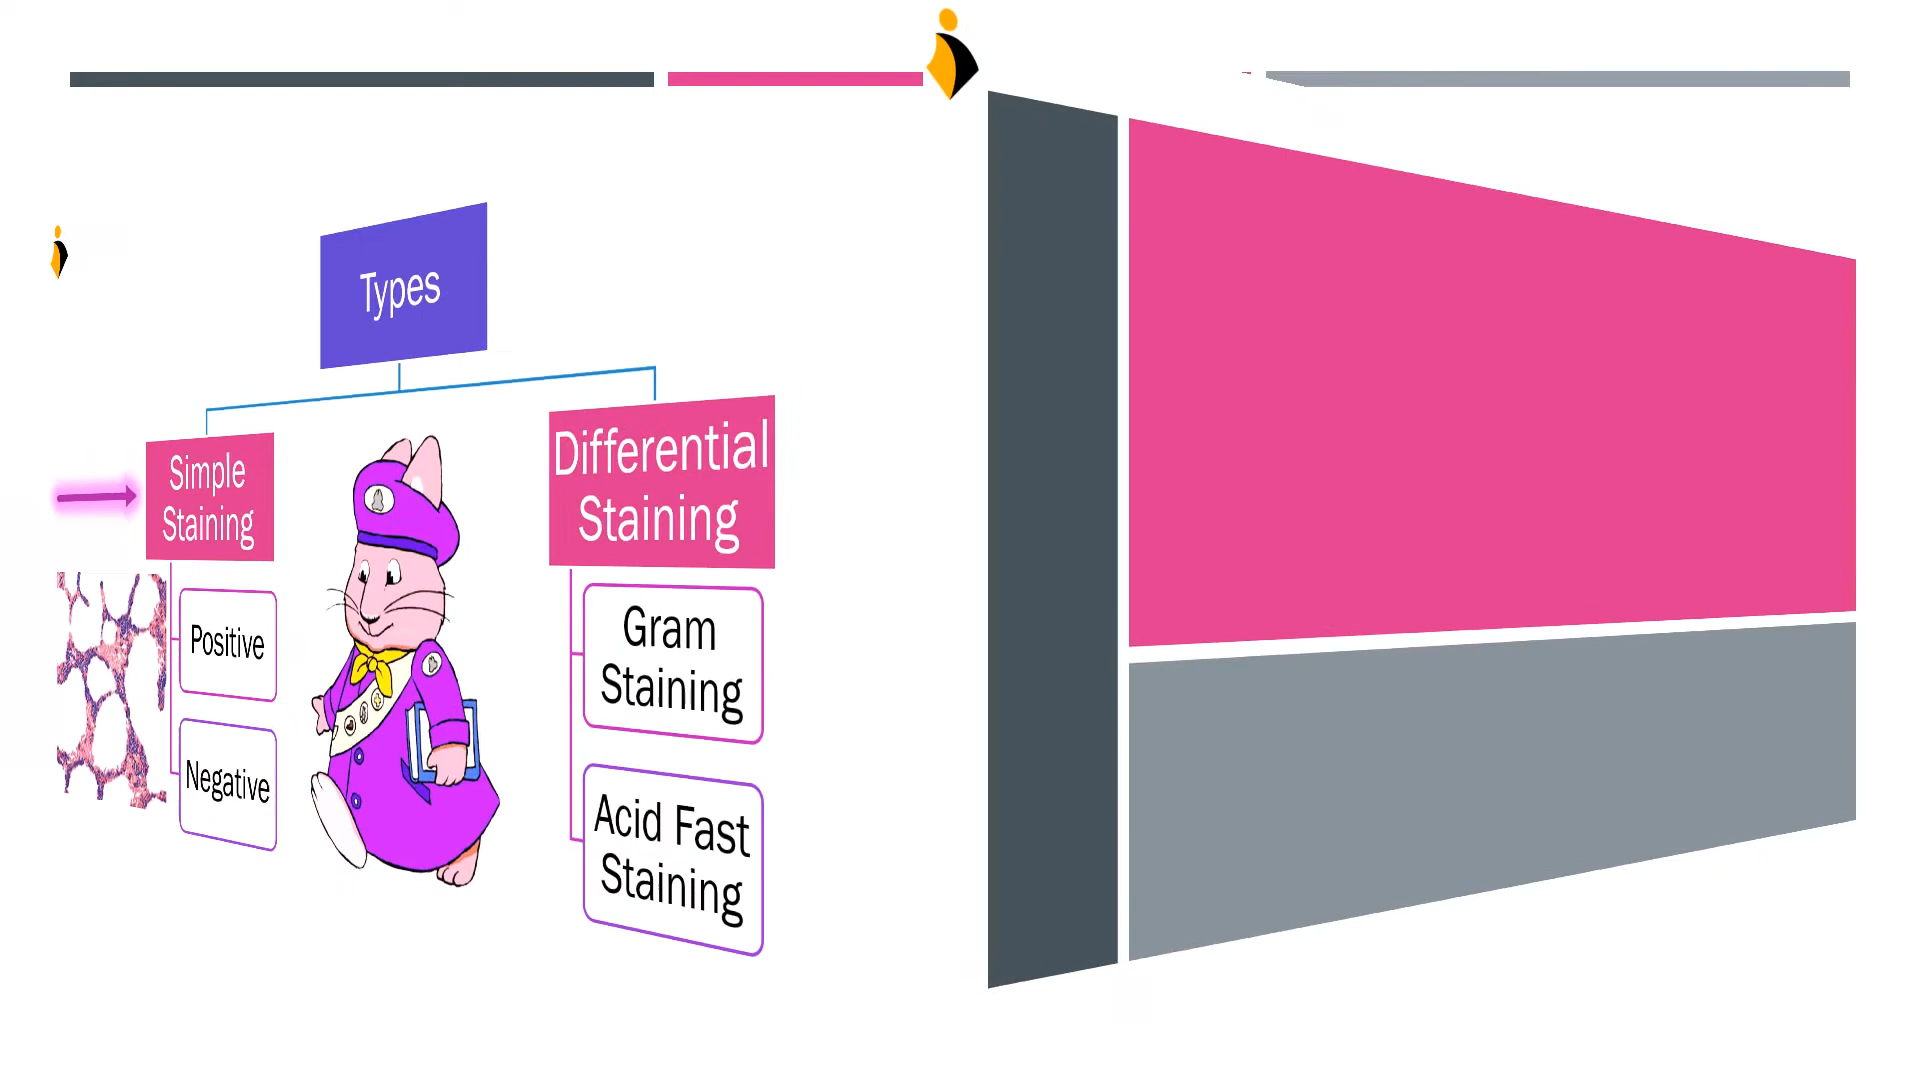 Types
Simple
Staining
Positive
Negative
Differential
Staining
Gram
Staining
Acid Fast
Staining